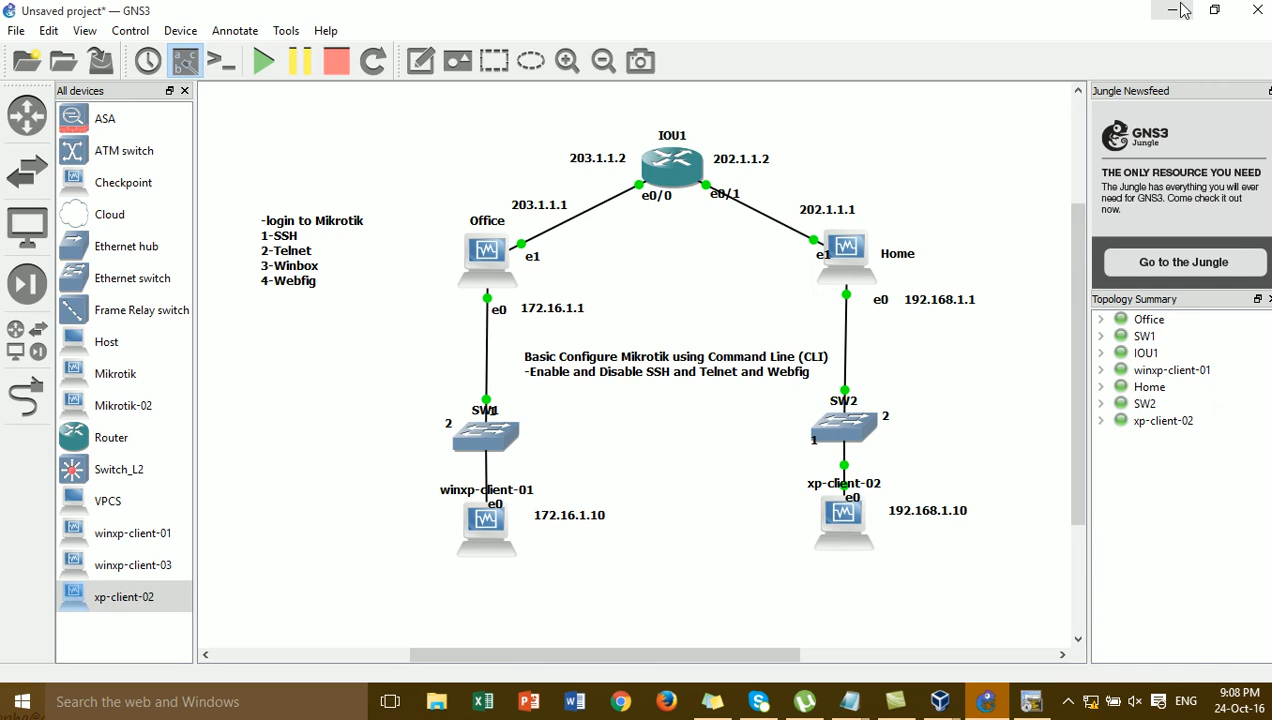 Unsaved project* — GNS3
File Edit View Control Device Annotate Tools Help
All devices
ASA
ATM switch
Checkpoint
Cloud
Ethernet hub
Ethernet switch
Frame Relay switch
Host
Mikrotik
Mikrotik-02
Router
Switch_L2
VPCS
winxp-client-01
winxp-client-03
xp-client-02
IOU1
203.1.1.2
202.1.1.2
e0/0
e0/1
203.1.1.1
202.1.1.1
Office
e1
e1
Home
-login to Mikrotik
1-SSH
2-Telnet
3-Winbox
4-Webfig
e0 172.16.1.1
e0 192.168.1.1
Basic Configure Mikrotik using Command Line (CLI)
-Enable and Disable SSH and Telnet and Webfig
SW1
1
2
SW2
2
1
winxp-client-01
e0
172.16.1.10
xp-client-02
e0
192.168.1.10
Jungle Newsfeed
GNS3
Jungle
THE ONLY RESOURCE YOU NEED
The Jungle has everything you will ever
need for GNS3. Come check it out
now.
Go to the Jungle
Topology Summary
Office
SW1
IOU1
winxp-client-01
Home
SW2
xp-client-02
Search the web and Windows
ENG
9:08 PM
24-Oct-16